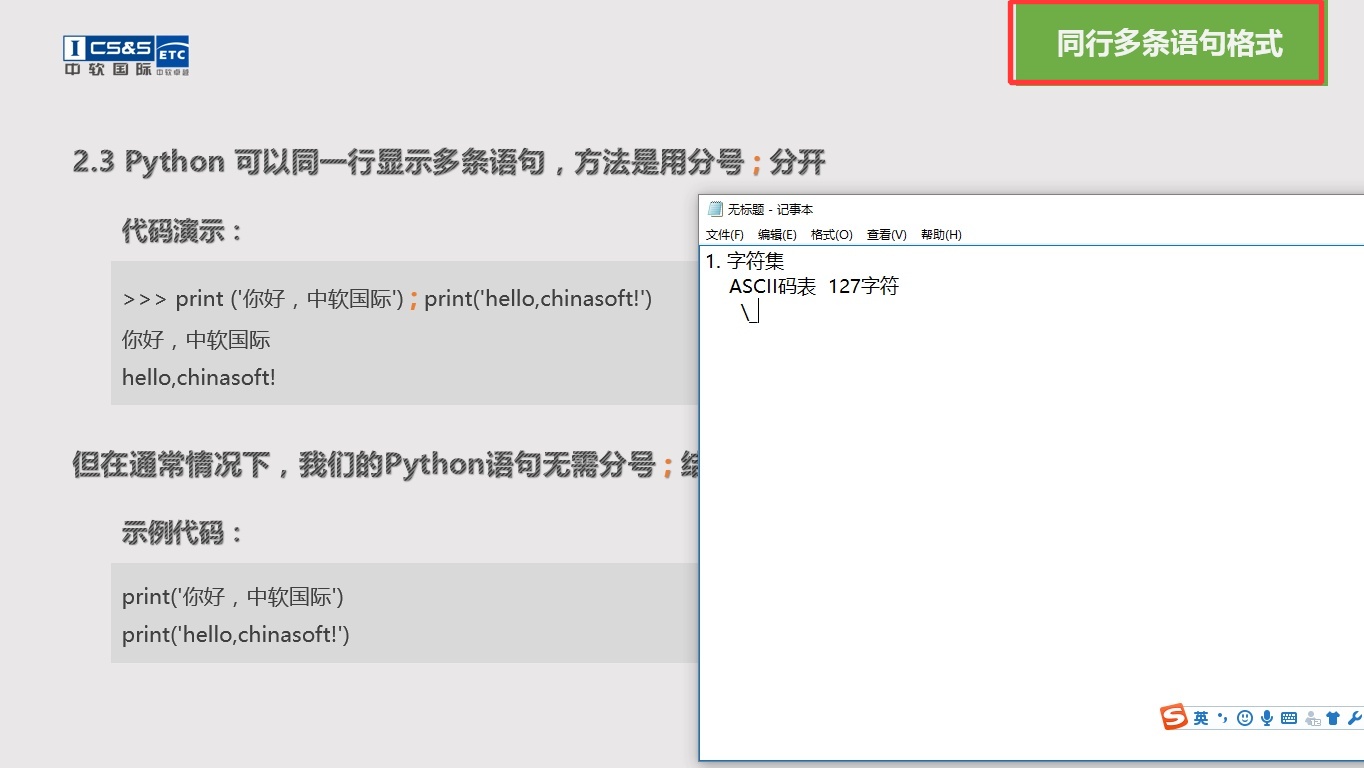 I CS&S ETC
中软国际 中软卓越
同行多条语句格式
2.3 Python 可以同一行显示多条语句，方法是用分号；分开
代码演示：
>>> print ('你好，中软国际')；print('hello,chinasoft!')
你好，中软国际
hello,chinasoft!
但在通常情况下，我们的Python语句无需分号；
示例代码：
print('你好，中软国际')
print('hello,chinasoft!')
无标题 - 记事本
文件(F) 编辑(E) 格式(O) 查看(V) 帮助(H)
1. 字符集
ASCII码表 127字符
\_
S 英